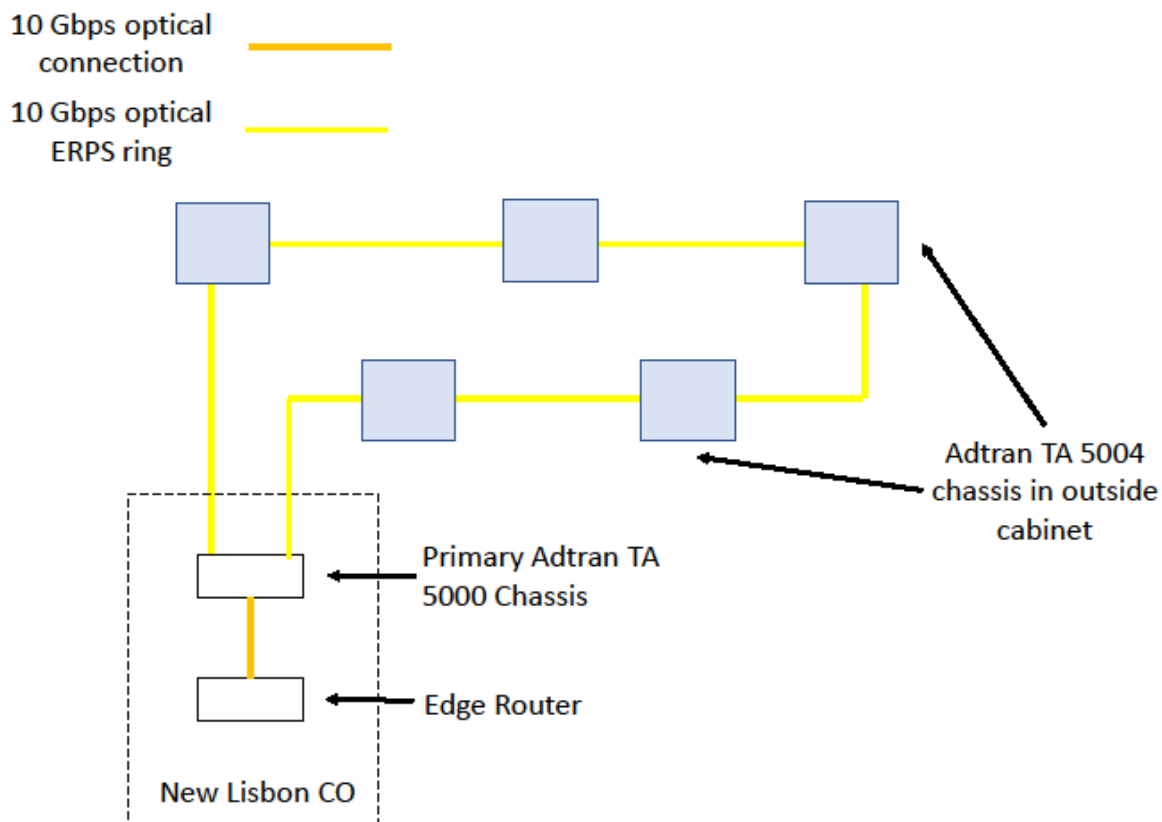 10 Gbps optical
connection
10 Gbps optical
ERPS ring
Adtran TA 5004
chassis in outside
cabinet
Primary Adtran TA
5000 Chassis
Edge Router
New Lisbon CO